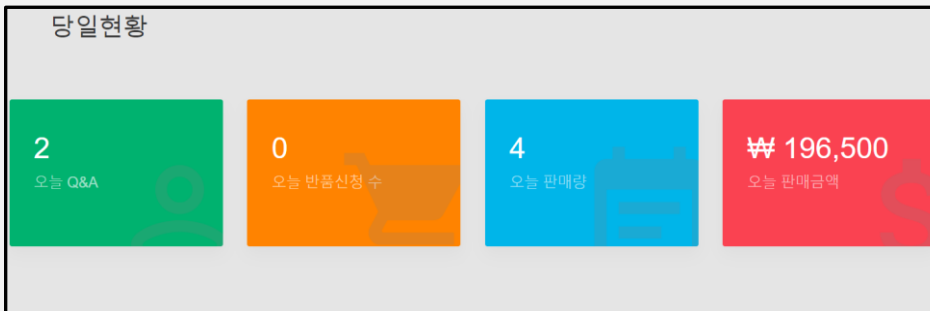 당일현황
2
오늘 Q&A
0
오늘 반품신청 수
4
오늘 판매량
₩ 196,500
오늘 판매금액